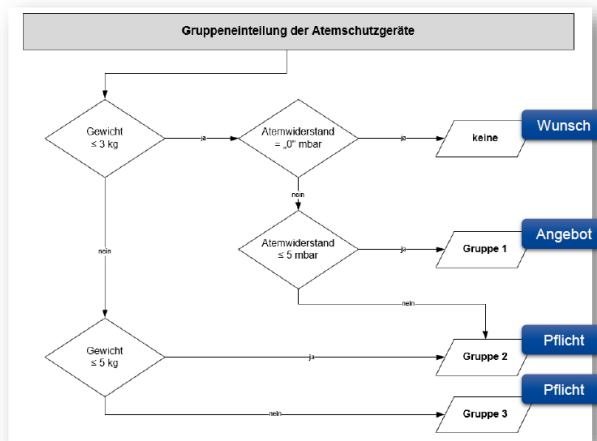 Gruppeneinteilung der Atemschutzgeräte
Gewicht
≤ 3 kg
ja
Atemwiderstand
= „0" mbar
ja
keine
Wunsch
nein
nein
Atemwiderstand
≤ 5 mbar
ja
Gruppe 1
Angebot
nein
Gewicht
≤ 5 kg
ja
Gruppe 2
Pflicht
nein
Gruppe 3
Pflicht